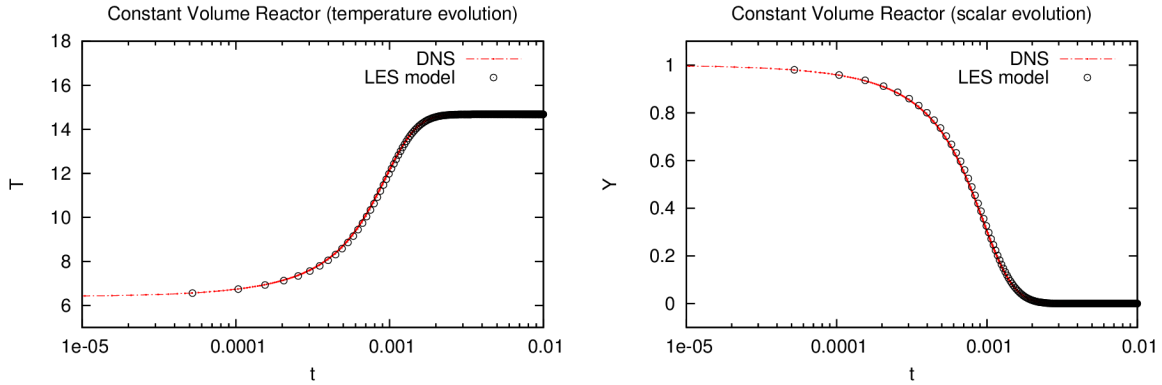 Constant Volume Reactor (temperature evolution)
18
16
14
12
10
8
6
T
1e-05
0.0001
0.001
0.01
t
DNS
LES model
Constant Volume Reactor (scalar evolution)
1
0.8
0.6
0.4
0.2
0
Y
1e-05
0.0001
0.001
0.01
t
DNS
LES model